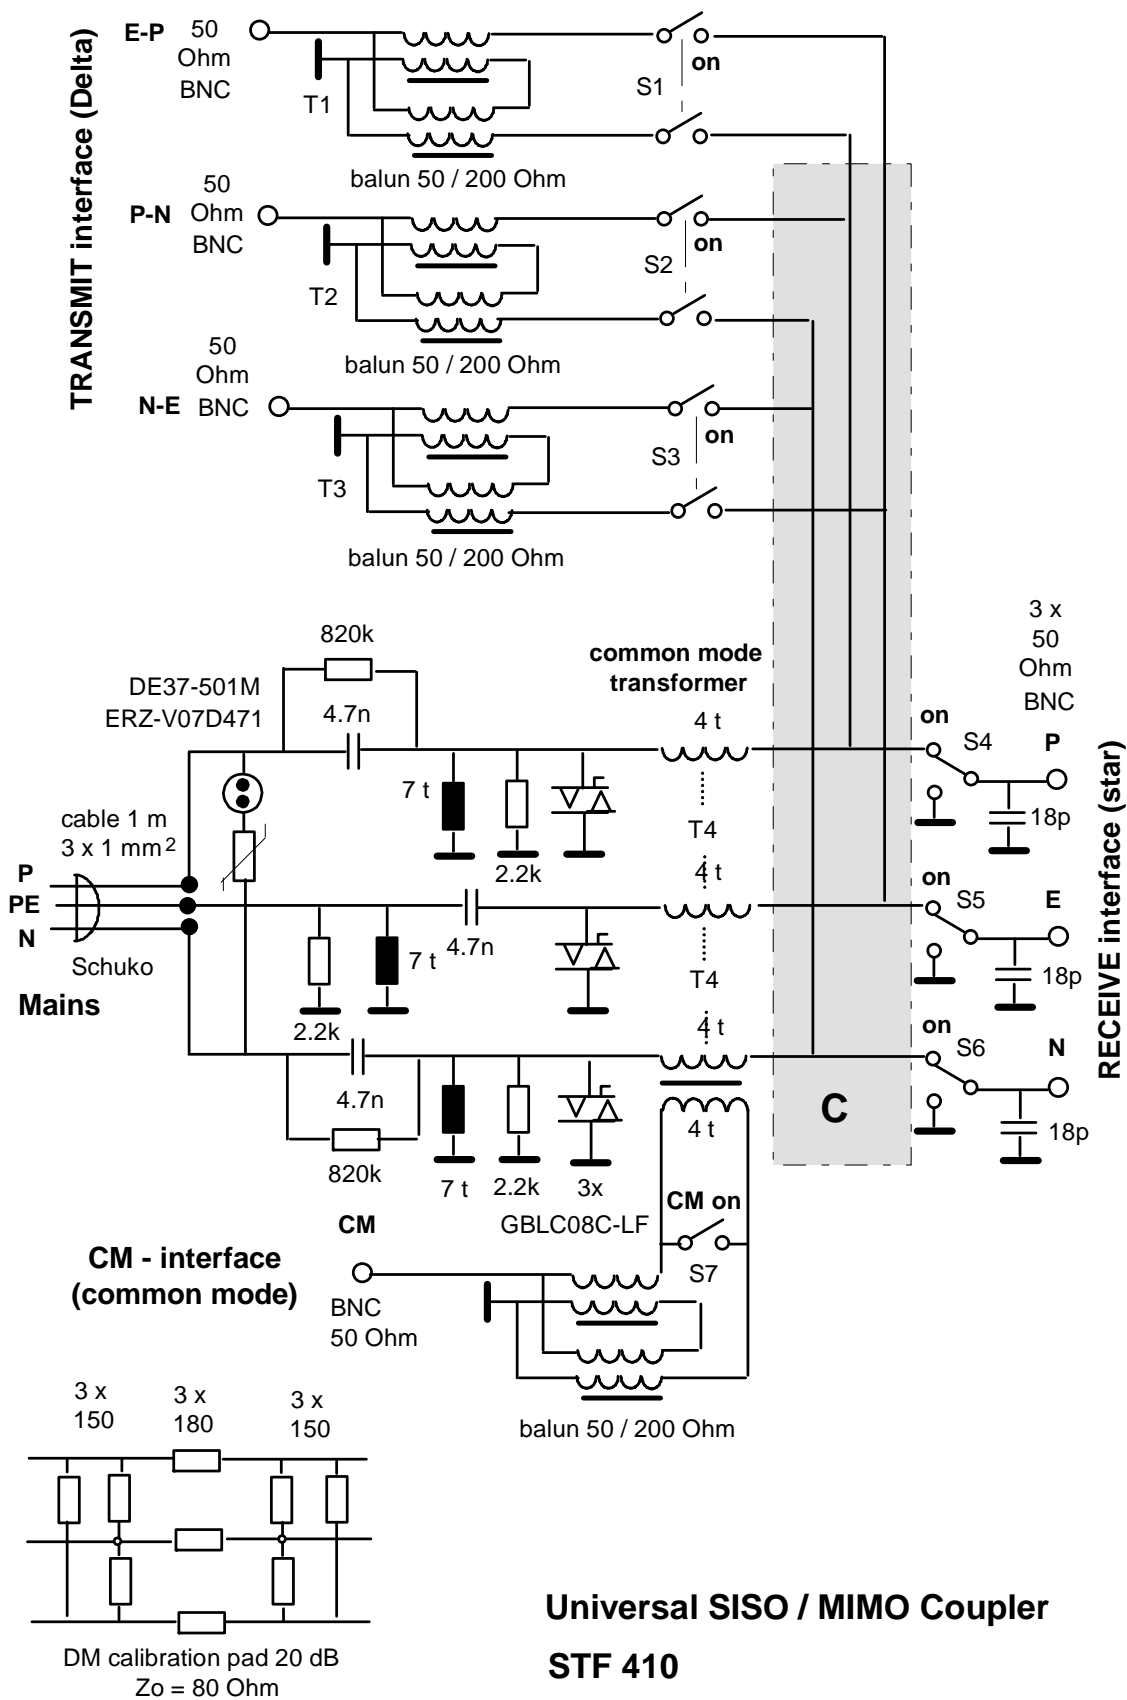 TRANSMIT interface (Delta)
E-P
50
Ohm
BNC
T1
S1
on
balun 50 / 200 Ohm
P-N
50
Ohm
BNC
T2
S2
on
balun 50 / 200 Ohm
N-E
50
Ohm
BNC
T3
S3
on
balun 50 / 200 Ohm
820k
DE37-501M
ERZ-V07D471
4.7n
common mode
transformer
4 t
3 x
50
Ohm
BNC
on
S4
P
18p
7 t
2.2k
T4
cable 1 m
3 x 1 mm2
P
PE
N
Schuko
Mains
4 t
on
S5
E
18p
4.7n
7 t
2.2k
T4
4 t
on
S6
N
18p
4.7n
820k
7 t
2.2k
3x
GBLC08C-LF
4 t
C
RECEIVE interface (star)
CM on
S7
CM
CM - interface
(common mode)
BNC
50 Ohm
balun 50 / 200 Ohm
3 x
150
3 x
180
3 x
150
DM calibration pad 20 dB
Zo = 80 Ohm
Universal SISO / MIMO Coupler
STF 410